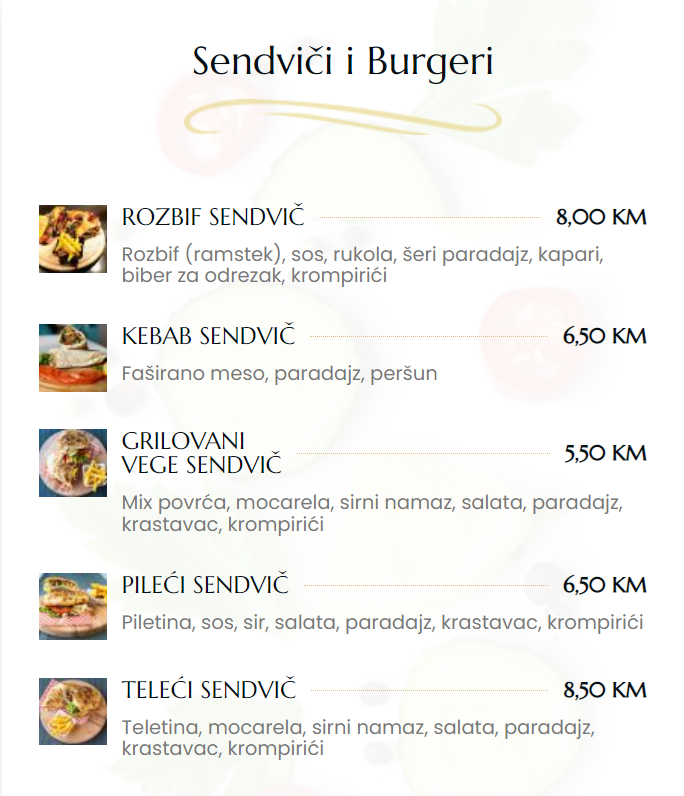 Sendviči i Burgeri
ROZBIF SENDVIČ 8,00 KM
Rozbif (ramstek), sos, rukola, šeri paradajz, kapari,
biber za odrezak, krompirići
KEBAB SENDVIČ 6,50 KM
Faširano meso, paradajz, peršun
GRILOVANI
VEGE SENDVIČ 5,50 KM
Mix povrća, mocarela, sirni namaz, salata, paradajz,
krastavac, krompirići
PILEĆI SENDVIČ 6,50 KM
Piletina, sos, sir, salata, paradajz, krastavac, krompirići
TELEĆI SENDVIČ 8,50 KM
Teletina, mocarela, sirni namaz, salata, paradajz,
krastavac, krompirići